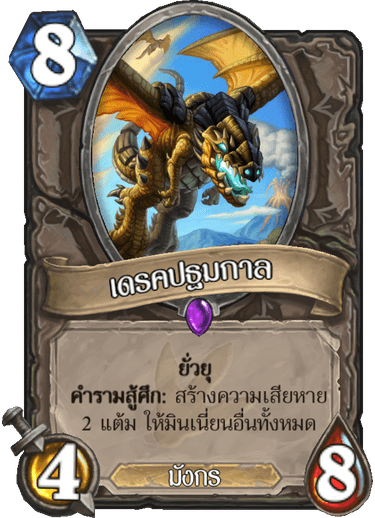 8
เดรคปฐมกาล
ยั่วยุ
คำรามสู้ศึก: สร้างความเสียหาย
2 แต้ม ให้มินเนี่ยนอื่นทั้งหมด
4
มังกร
8